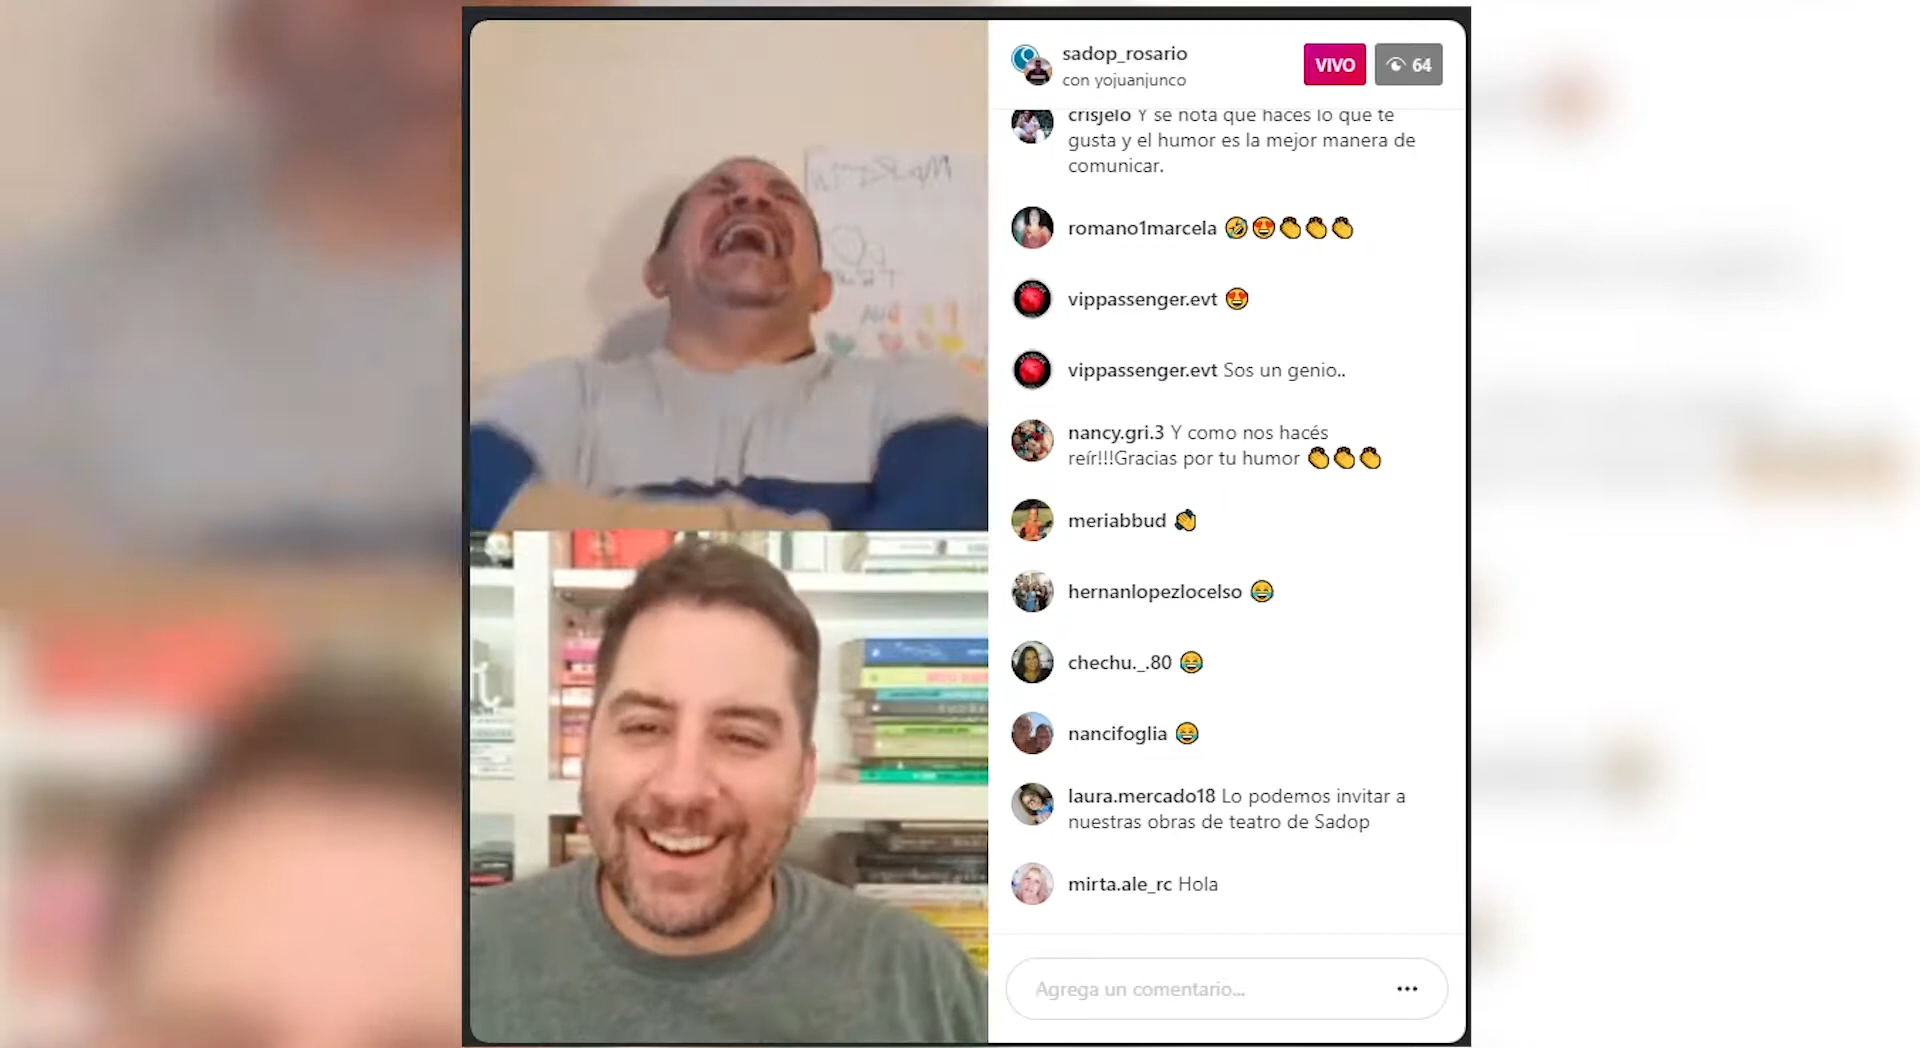 sadop_rosario
con yojuanjunco
VIVO
64
crisjelo Y se nota que haces lo que te
gusta y el humor es la mejor manera de
comunicar.
romano1marcela 🤣😍👏👏👏
vippassenger.evt 😍
vippassenger.evt Sos un genio..
nancy.gri.3 Y como nos hacés
reír!!!Gracias por tu humor 👏👏👏
meriabbud 👏
hernanlopezlocelso 😂
chechu._.80 😂
nancifoglia 😂
laura.mercado18 Lo podemos invitar a
nuestras obras de teatro de Sadop
mirta.ale_rc Hola
Agrega un comentario...